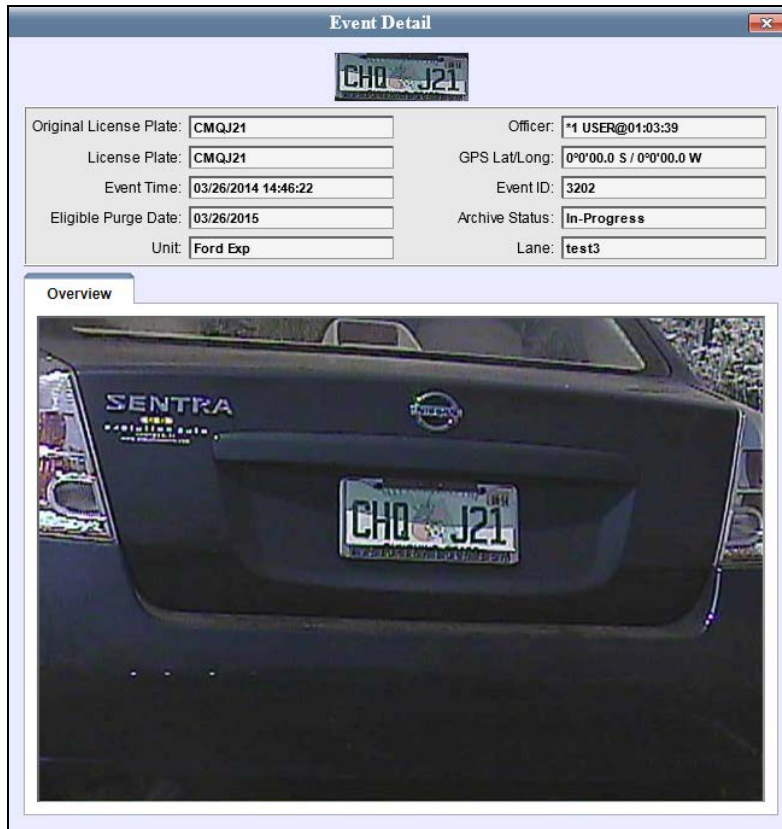 Event Detail
CHQ J21
Original License Plate: CMQJ21
Officer: *1 USER@01:03:39
License Plate: CMQJ21
GPS Lat/Long: 0°0'00.0 S / 0°0'00.0 W
Event Time: 03/26/2014 14:46:22
Event ID: 3202
Eligible Purge Date: 03/26/2015
Archive Status: In-Progress
Unit: Ford Exp
Lane: test3
Overview
SENTRA
NISSAN
evolution auto
CHQ J21